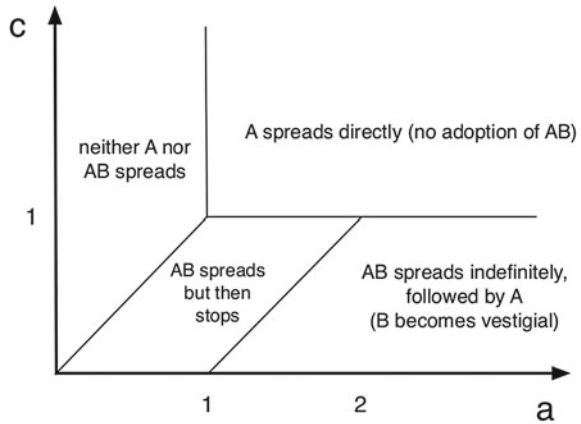 c
A spreads directly (no adoption of AB)
neither A nor
AB spreads
1
AB spreads
but then
stops
AB spreads indefinitely,
followed by A
(B becomes vestigial)
1
2
a